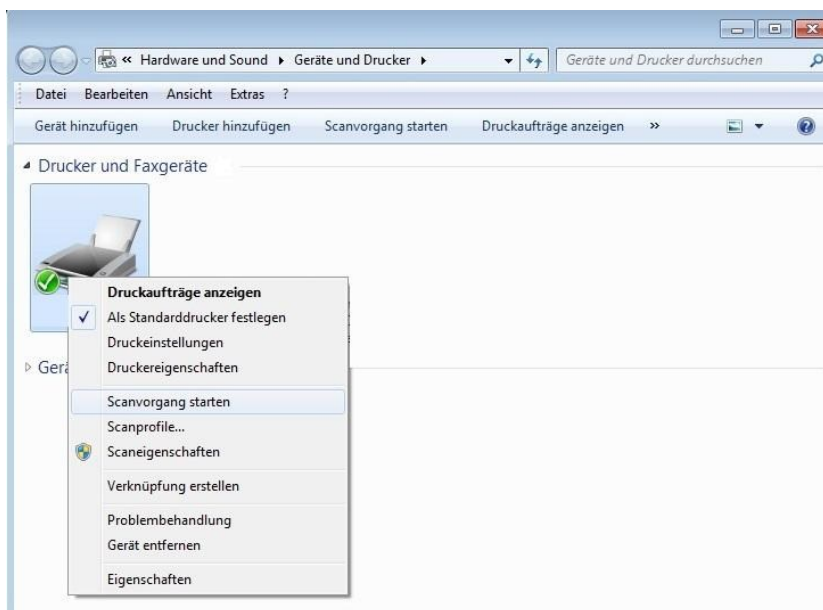 « Hardware und Sound ▸ Geräte und Drucker ▸
Geräte und Drucker durchsuchen
Datei Bearbeiten Ansicht Extras ?
Gerät hinzufügen Drucker hinzufügen Scanvorgang starten Druckaufträge anzeigen »
Drucker und Faxgeräte
Druckaufträge anzeigen
Als Standarddrucker festlegen
Druckeinstellungen
Druckereigenschaften
Scanvorgang starten
Scanprofile...
Scaneigenschaften
Verknüpfung erstellen
Problembehandlung
Gerät entfernen
Eigenschaften